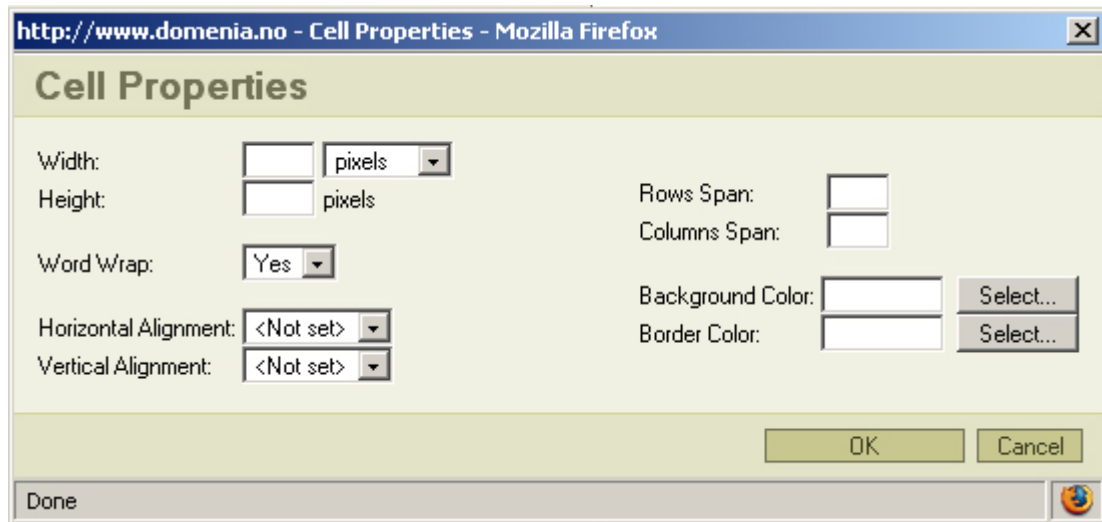 http://www.domenia.no - Cell Properties - Mozilla Firefox
Cell Properties
Width: pixels
Height: pixels
Word Wrap: Yes
Horizontal Alignment: <Not set>
Vertical Alignment: <Not set>
Rows Span:
Columns Span:
Background Color: Select...
Border Color: Select...
OK Cancel
Done